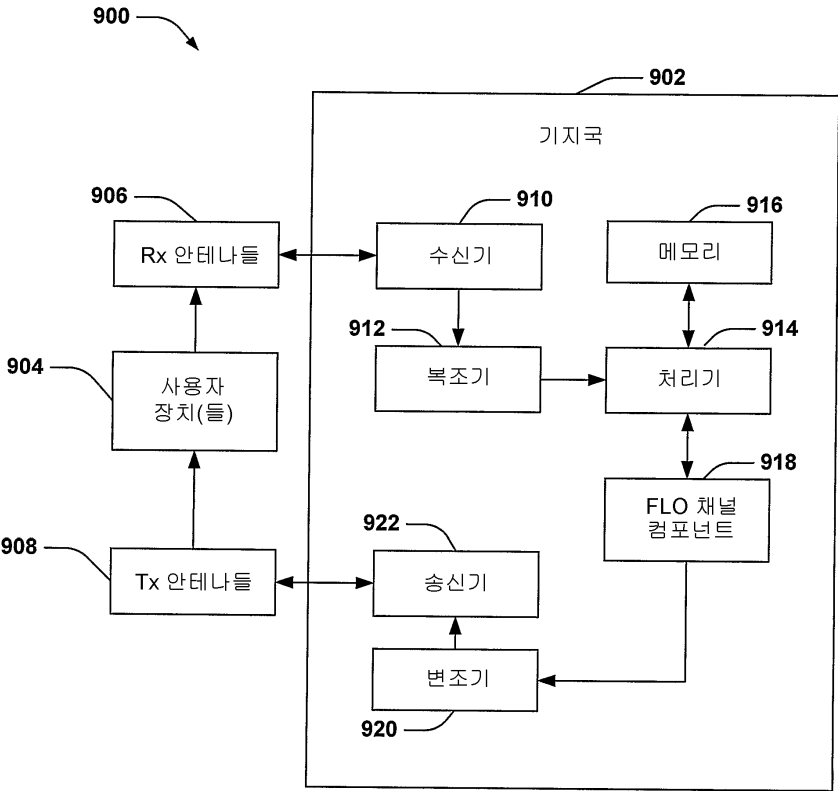 900
902
기지국
906
910
916
Rx 안테나들
수신기
메모리
912
914
904
사용자
장치(들)
복조기
처리기
918
FLO 채널
컴포넌트
922
908
Tx 안테나들
송신기
변조기
920